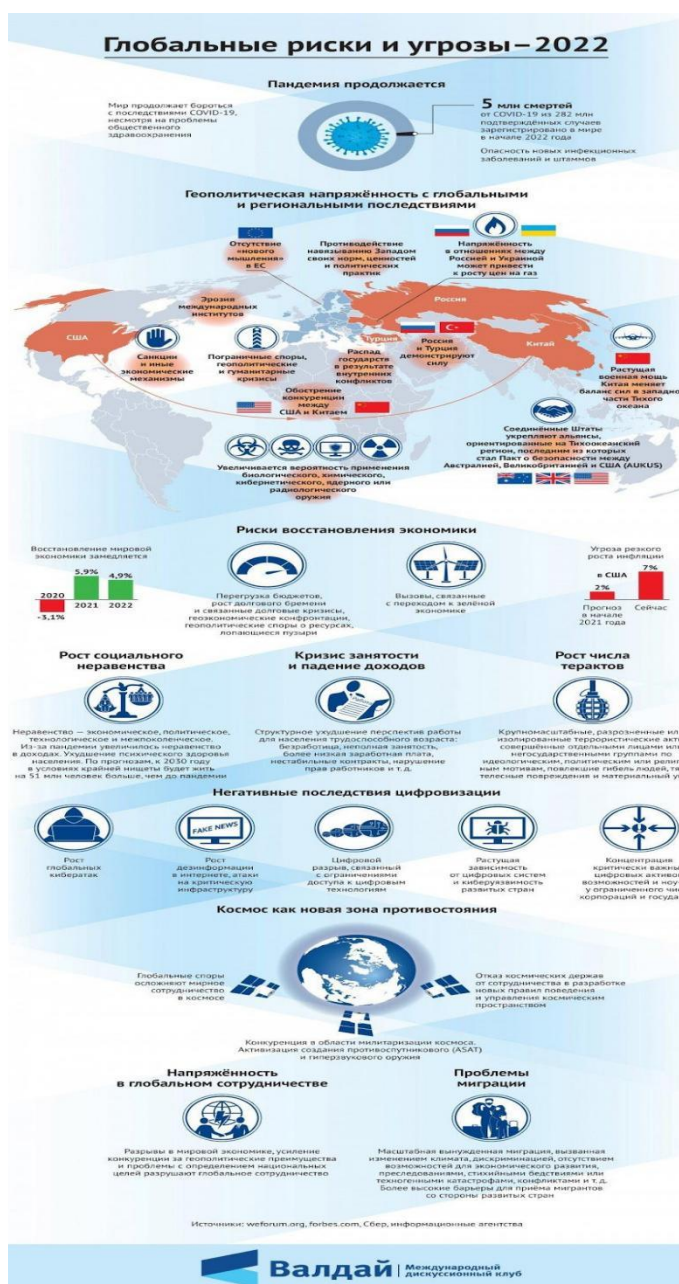 Глобальные риски и угрозы–2022
Пандемия продолжается
Мир продолжает бороться
с последствиями COVID-19,
несмотря на проблемы
общественного
здравоохранения
5 млн смертей
от COVID-19 из 282 млн
подтверждённых случаев
зарегистрировано в мире
в начале 2022 года
Опасность новых инфекционных
заболеваний и штаммов
Геополитическая напряжённость с глобальными
и региональными последствиями
Отсутствие
«нового
мышления»
в ЕС
Противодействие
навязыванию Западом
своих норм, ценностей
и политических
практик
Напряжённость
в отношениях между
Россией и Украиной
может привести
к росту цен на газ
Эрозия
международных
институтов
Россия
США
Турция
Китай
Санкции
и иные
экономические
механизмы
Пограничные споры,
геополитические
и гуманитарные
кризисы
Распад
государств
в результате
внутренних
конфликтов
Россия
и Турция
демонстрируют
силу
Растущая
военная мощь
Китая меняет
баланс сил в западной
части Тихого
океана
Обострение
конкуренции
между
США и Китаем
Соединённые Штаты
укрепляют альянсы,
ориентированные на Тихоокеанский
регион, последним из которых
стал Пакт о безопасности между
Австралией, Великобританией и США (AUKUS)
Увеличивается вероятность применения
биологического, химического,
кибернетического, ядерного или
радиологического
оружия
Риски восстановления экономики
Восстановление мировой
экономики замедляется
2020
-3,1%
5,9%
2021
4,9%
2022
Перегрузка бюджетов,
рост долгового бремени
и связанные долговые кризисы,
геоэкономические конфронтации,
геополитические споры о ресурсах,
лопающиеся пузыри
Вызовы, связанные
с переходом к зелёной
экономике
Угроза резкого
роста инфляции
в США
2%
7%
Прогноз
в начале
2021 года
Сейчас
Рост социального
неравенства
Неравенство — экономическое, политическое,
технологическое и межпоколенческое.
Из-за пандемии увеличилось неравенство
в доходах. Ухудшение психического здоровья
населения. По прогнозам, к 2030 году
в условиях крайней нищеты будет жить
на 51 млн человек больше, чем до пандемии
Кризис занятости
и падение доходов
Структурное ухудшение перспектив работы
для населения трудоспособного возраста:
безработица, неполная занятость,
более низкая заработная плата,
нестабильные контракты, нарушение
прав работников и т. д.
Рост числа
терактов
Крупномасштабные, разрозненные ил
изолированные террористические акт
совершённые отдельными лицами ил
негосударственными группами по
идеологическим, политическим или рели
ным мотивам, повлекшие гибель людей, тя
телесные повреждения и материальный у
Негативные последствия цифровизации
FAKE NEWS
Рост
глобальных
кибератак
Рост
дезинформации
в интернете, атаки
на критическую
инфраструктуру
Цифровой
разрыв, связанный
с ограничениями
доступа к цифровым
технологиям
Растущая
зависимость
от цифровых систем
и киберуязвимость
развитых стран
Концентрация
критически важны
цифровых активо
возможностей и ноу-
у ограниченного чис
корпораций и государ
Космос как новая зона противостояния
Глобальные споры
осложняют мирное
сотрудничество
в космосе
Отказ космических держав
от сотрудничества в разработке
новых правил поведения
и управления космическим
пространством
Конкуренция в области милитаризации космоса.
Активизация создания противоспутникового (ASAT)
и гиперзвукового оружия
Напряжённость
в глобальном сотрудничестве
Разрывы в мировой экономике, усиление
конкуренции за геополитические преимущества
и проблемы с определением национальных
целей разрушают глобальное сотрудничество
Проблемы
миграции
Масштабная вынужденная миграция, вызванная
изменением климата, дискриминацией, отсутствием
возможностей для экономического развития,
преследованиями, стихийными бедствиями или
техногенными катастрофами, конфликтами и т. д.
Более высокие барьеры для приёма мигрантов
со стороны развитых стран
Источники: weforum.org, forbes.com, Сбер, информационные агентства
Валдай
Международный
дискуссионный клуб